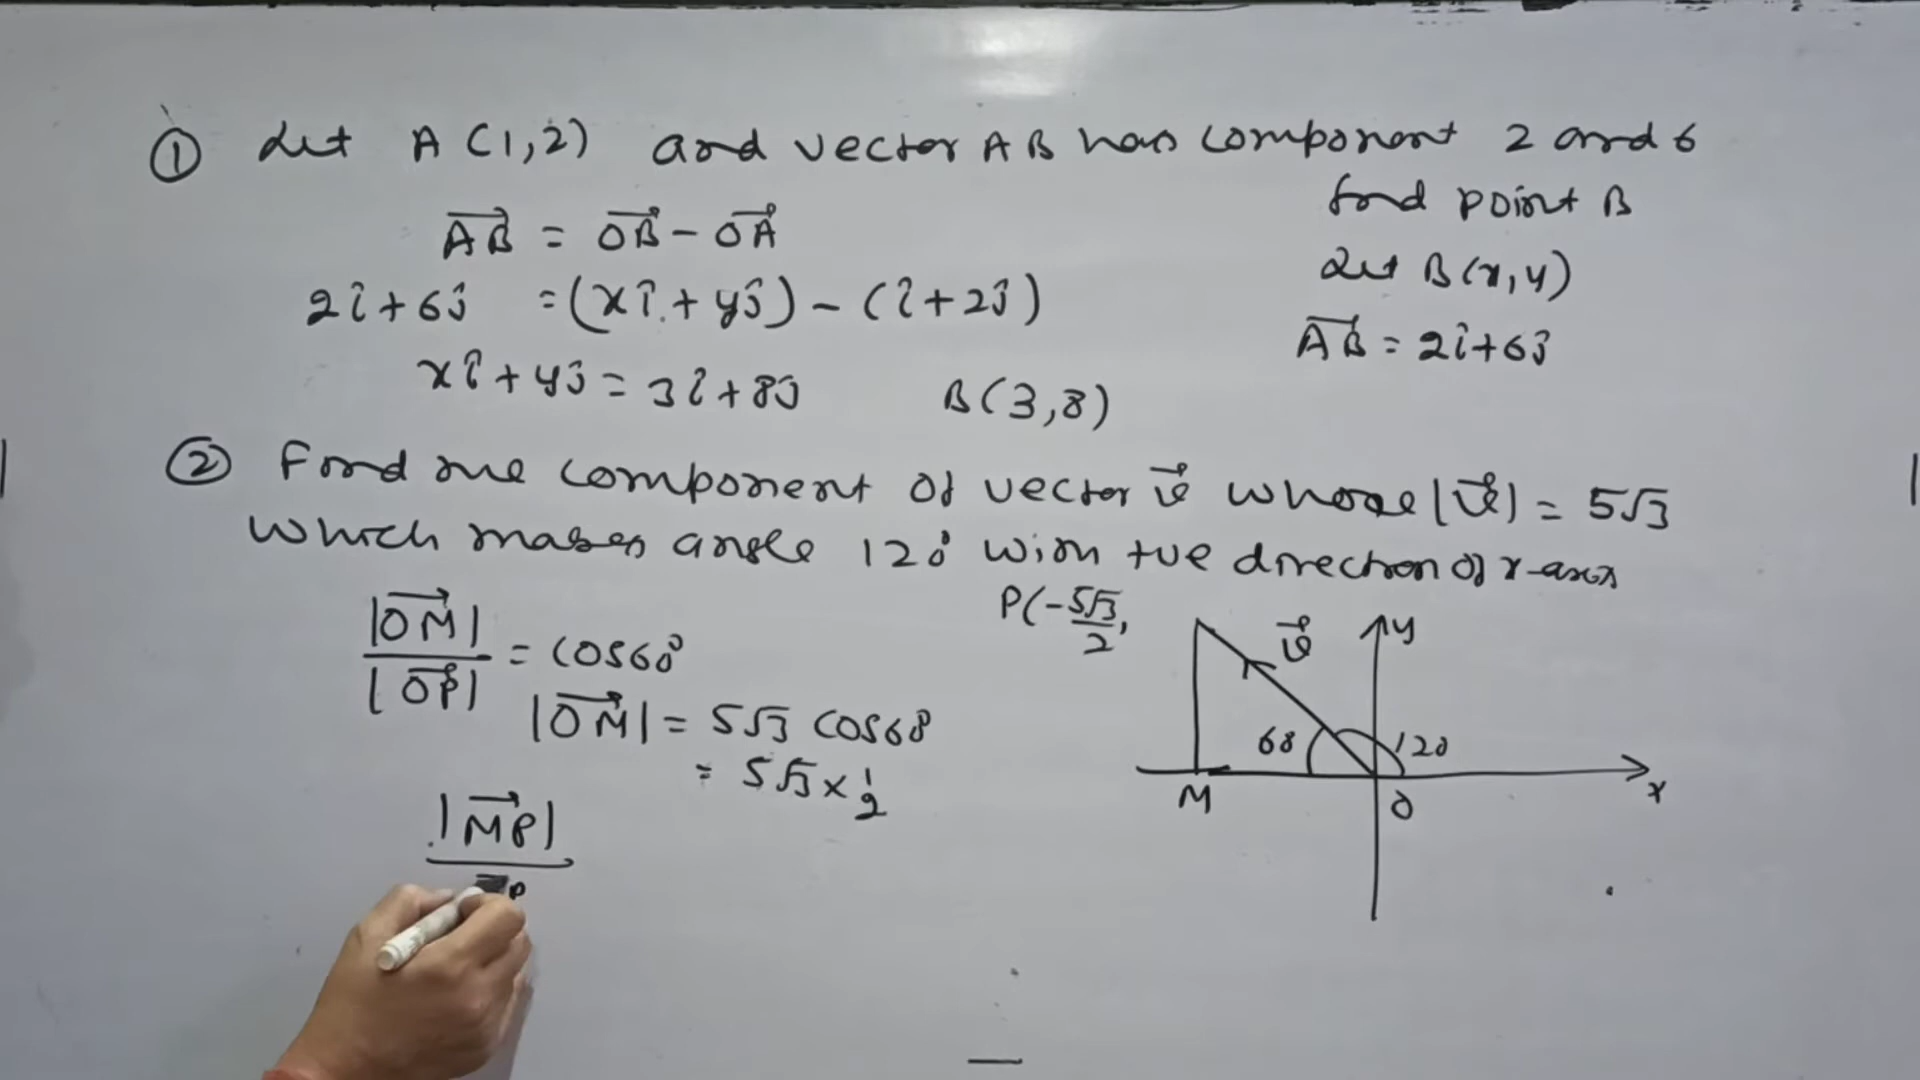 ① Let A (1,2) and vector AB has component 2 and 6
find point B
AB⃗ = OB⃗ - OA⃗
Let B(x,y)
2î + 6ĵ = (xî + yĵ) - (î + 2ĵ)
AB⃗ = 2î + 6ĵ
xî + yĵ = 3î + 8ĵ B(3,8)
② Find the component of vector v⃗ whose |v⃗| = 5√3
which makes angle 120° with +ve direction of x-axis
|OM⃗| / |OP⃗| = cos60°
P(-5√3/2,
v⃗
y
|OM⃗| = 5√3 cos60°
60 120
= 5√3 × 1/2
M O x
|MP⃗|